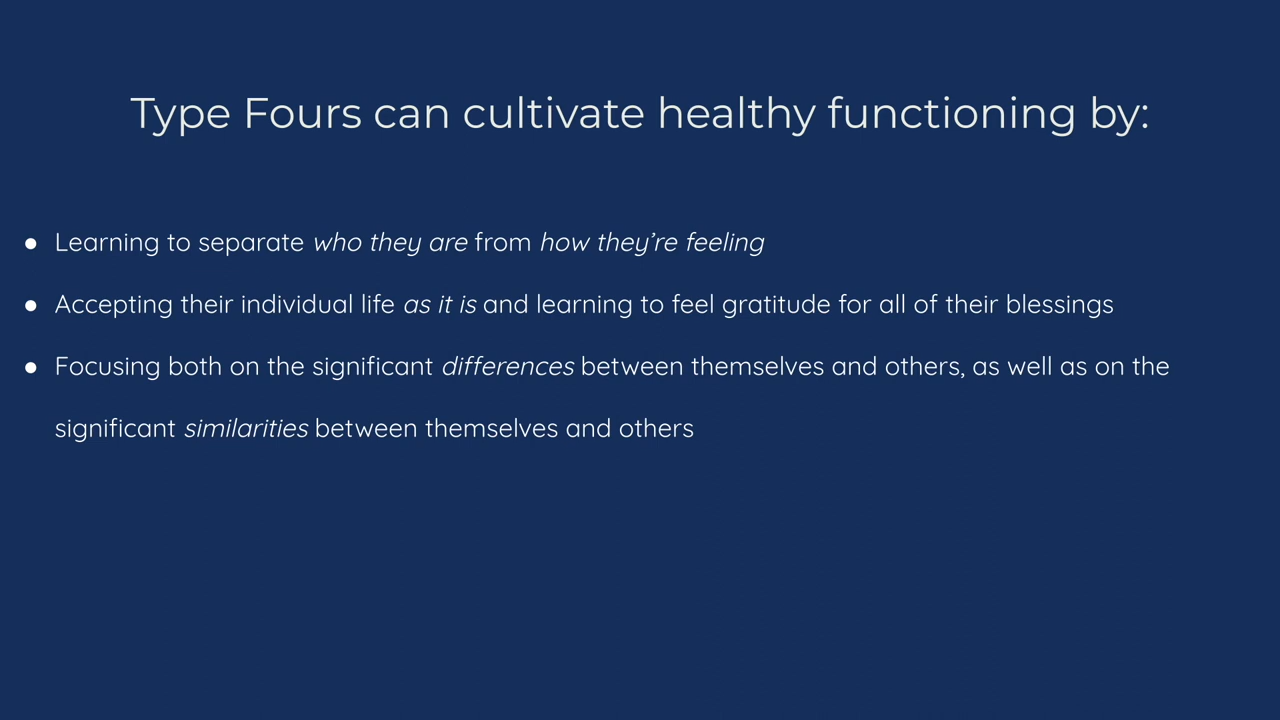 Type Fours can cultivate healthy functioning by:
● Learning to separate who they are from how they’re feeling
● Accepting their individual life as it is and learning to feel gratitude for all of their blessings
● Focusing both on the significant differences between themselves and others, as well as on the
significant similarities between themselves and others